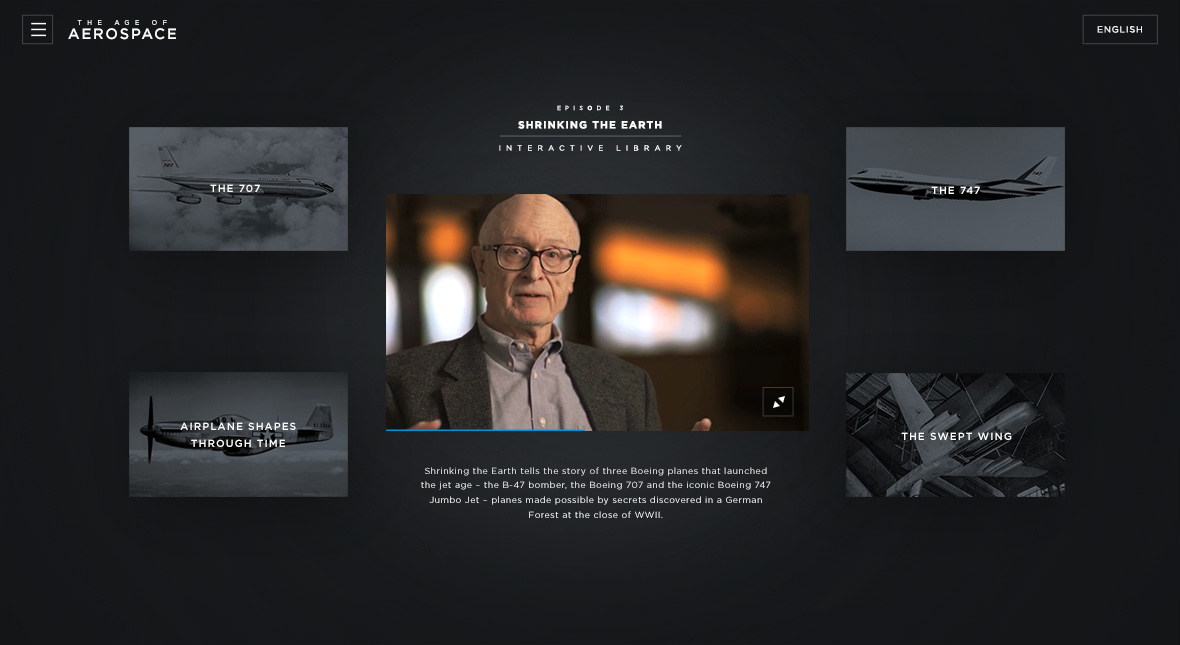 THE AGE OF
AEROSPACE
ENGLISH
EPISODE 3
SHRINKING THE EARTH
INTERACTIVE LIBRARY
THE 707
THE 747
AIRPLANE SHAPES
THROUGH TIME
THE SWEPT WING
Shrinking the Earth tells the story of three Boeing planes that launched
the jet age – the B-47 bomber, the Boeing 707 and the iconic Boeing 747
Jumbo Jet – planes made possible by secrets discovered in a German
Forest at the close of WWII.